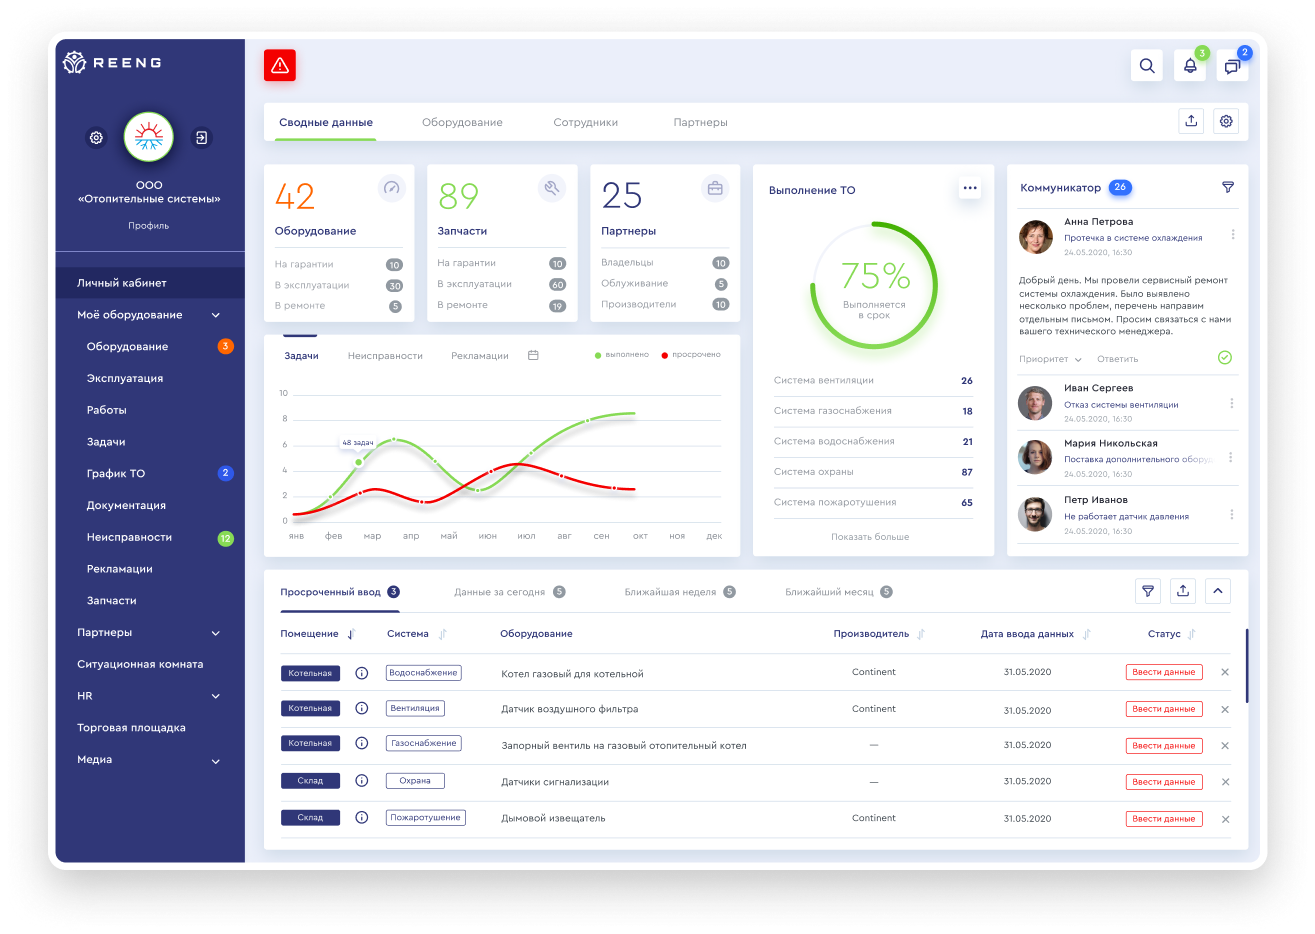 REENG
ООО
«Отопительные системы»
Профиль
Личный кабинет
Моё оборудование
Оборудование 3
Эксплуатация
Работы
Задачи
График ТО 2
Документация
Неисправности 12
Рекламации
Запчасти
Партнеры
Ситуационная комната
HR
Торговая площадка
Медиа
3 2
Сводные данные Оборудование Сотрудники Партнеры
42
Оборудование
На гарантии 10
В эксплуатации 30
В ремонте 5
89
Запчасти
На гарантии 10
В эксплуатации 60
В ремонте 19
25
Партнеры
Владельцы 10
Облуживание 5
Производители 10
Задачи Неисправности Рекламации выполнено просрочено
10
8
6
4
2
0
48 задач
янв фев мар апр май июн июл авг сен окт ноя дек
Выполнение ТО
75%
Выполняется
в срок
Система вентиляции 26
Система газоснабжения 18
Система водоснабжения 21
Система охраны 87
Система пожаротушения 65
Показать больше
Коммуникатор 26
Анна Петрова
Протечка в системе охлаждения
24.05.2020, 16:30
Добрый день. Мы провели сервисный ремонт
системы охлаждения. Было выявлено
несколько проблем, перечень направим
отдельным письмом. Просим связаться с нами
вашего технического менеджера.
Приоритет Ответить
Иван Сергеев
Отказ системы вентиляции
24.05.2020, 16:30
Мария Никольская
Поставка дополнительного обору
24.05.2020, 16:30
Петр Иванов
Не работает датчик давления
24.05.2020, 16:30
Просроченный ввод 3 Данные за сегодня 5 Ближайшая неделя 5 Ближайший месяц 5
Помещение Система Оборудование Производитель Дата ввода данных Статус
Котельная Водоснабжение Котел газовый для котельной Continent 31.05.2020 Ввести данные
Котельная Вентиляция Датчик воздушного фильтра Continent 31.05.2020 Ввести данные
Котельная Газоснабжение Запорный вентиль на газовый отопительный котел — 31.05.2020 Ввести данные
Склад Охрана Датчики сигнализации — 31.05.2020 Ввести данные
Склад Пожаротушение Дымовой извещатель Continent 31.05.2020 Ввести данные